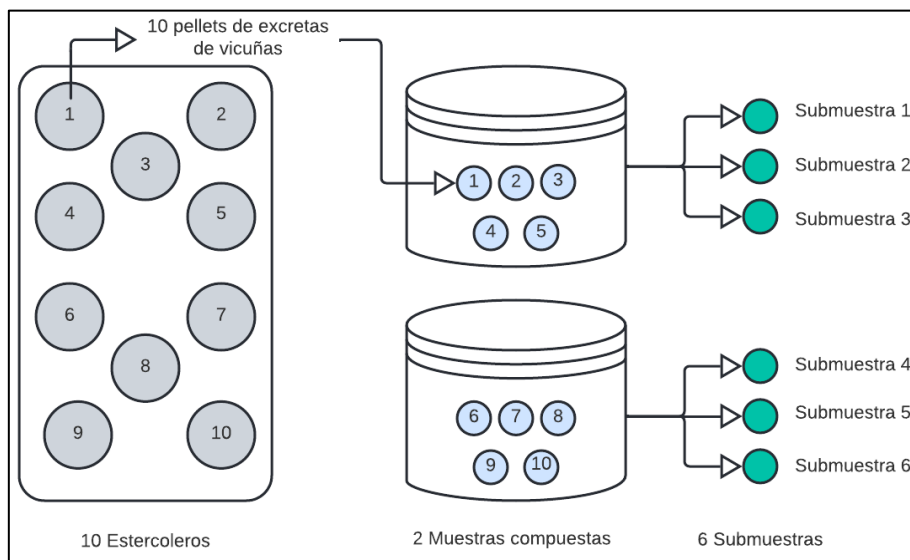 10 pellets de excretas
de vicuñas
1
2
3
4
5
6
7
8
9
10
10 Estercoleros
1 2 3
4 5
6 7 8
9 10
2 Muestras compuestas
Submuestra 1
Submuestra 2
Submuestra 3
Submuestra 4
Submuestra 5
Submuestra 6
6 Submuestras